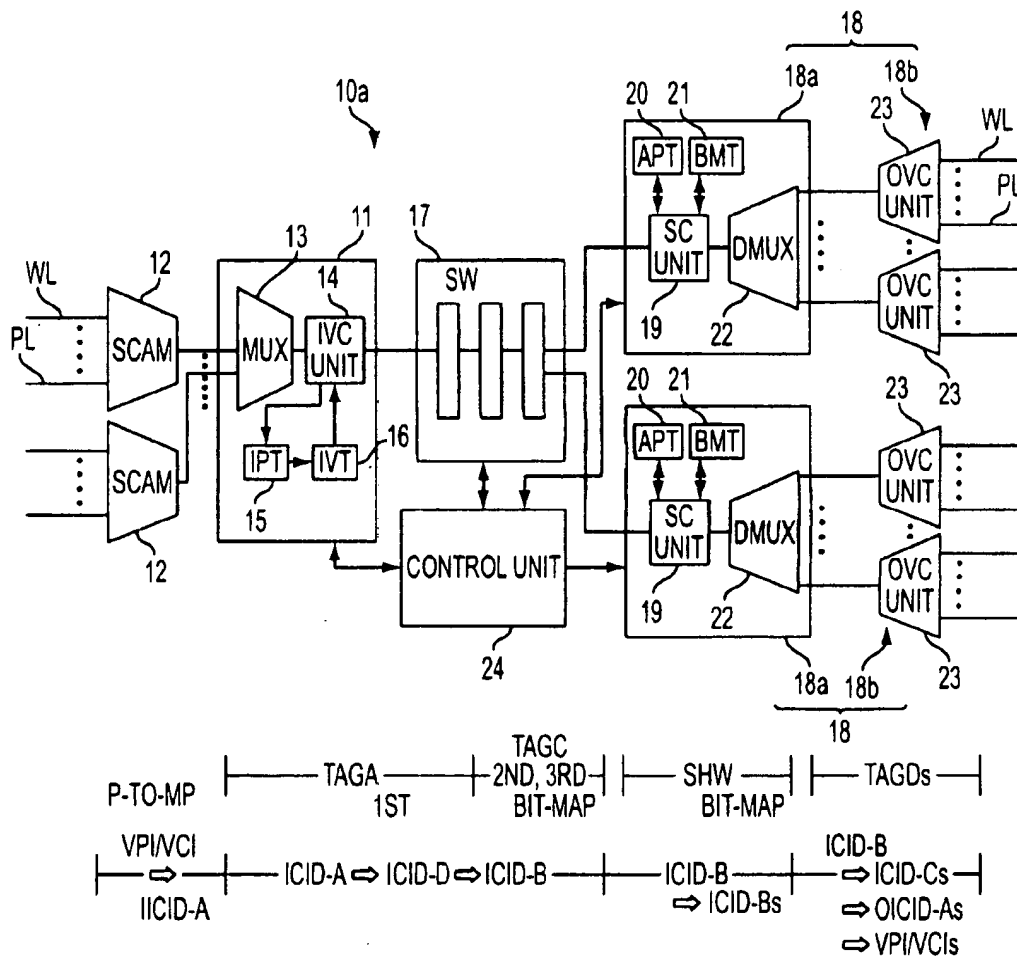 18
18a
18b
10a
20
21
23
WL
APT
BMT
OVC
UNIT
PL
17
11
13
12
14
SW
SC
UNIT
DMUX
WL
IVC
UNIT
19
22
OVC
UNIT
PL
SCAM
MUX
23
20
21
16
23
APT
BMT
IPT
IVT
OVC
UNIT
SCAM
15
SC
UNIT
DMUX
12
CONTROL UNIT
19
22
OVC
UNIT
24
18a
18b
23
18
TAGC
TAGA
2ND, 3RD
SHW
TAGDs
P-TO-MP
1ST
BIT-MAP
BIT-MAP
VPI/VCI
ICID-B
ICID-A ⇨ ICID-D ⇨ ICID-B
ICID-B
⇨ ICID-Cs
⇨
IICID-A
⇨ ICID-Bs
⇨ OICID-As
⇨ VPI/VCIs